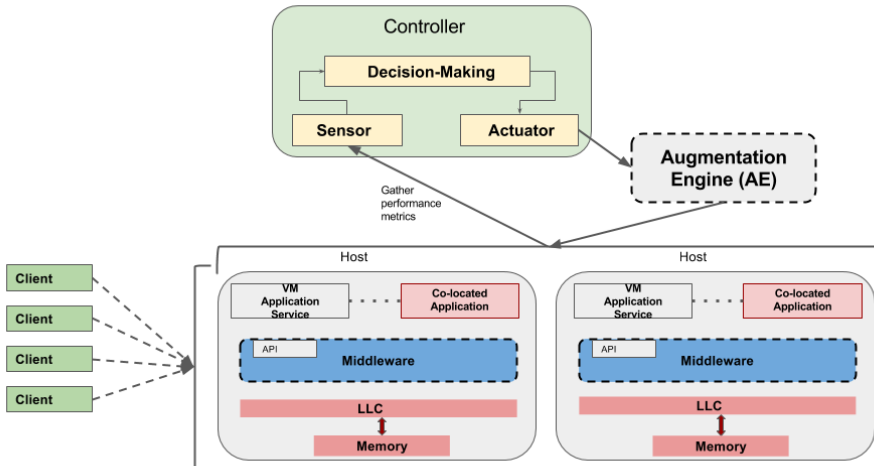 Controller
Decision-Making
Sensor
Actuator
Augmentation
Engine (AE)
Gather
performance
metrics
Host
Host
Client
Client
Client
Client
VM
Application
Service
Co-located
Application
API
Middleware
LLC
Memory
VM
Application
Service
Co-located
Application
API
Middleware
LLC
Memory